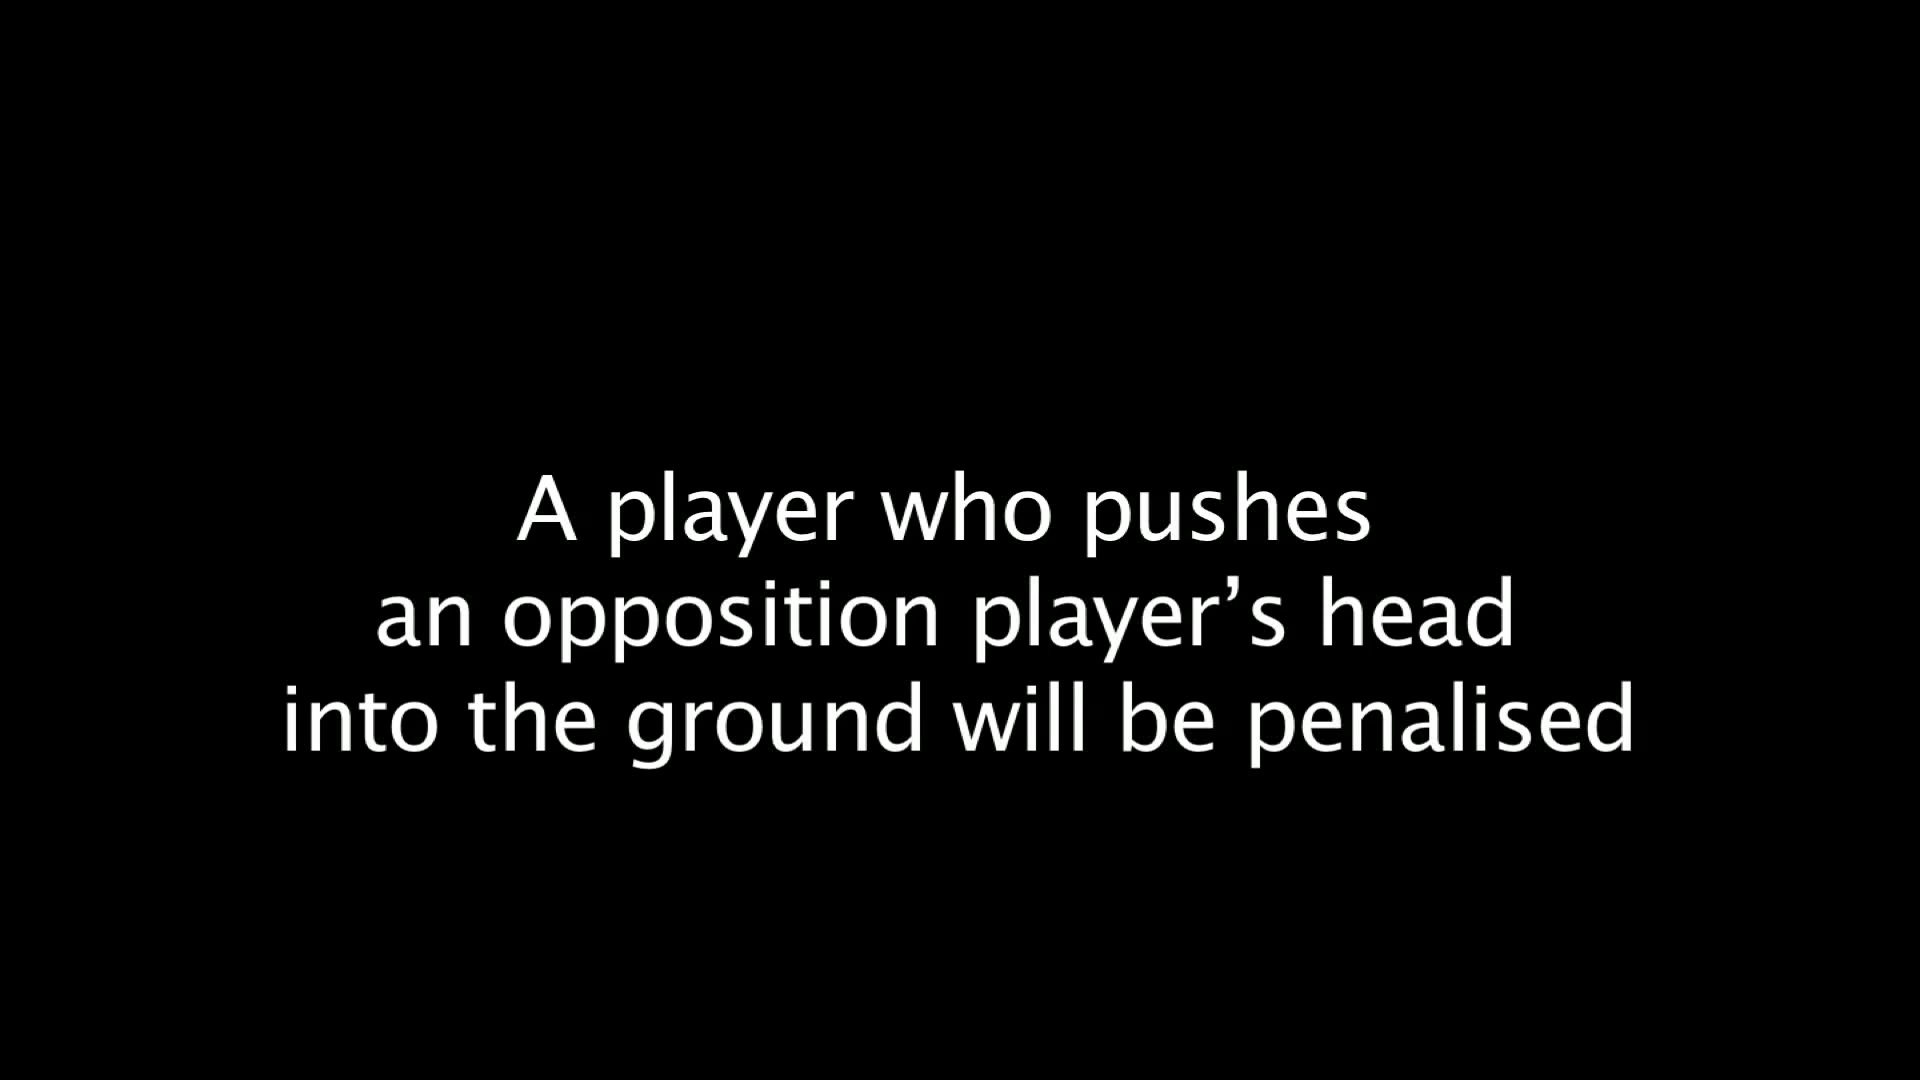 A player who pushes
an opposition player’s head
into the ground will be penalised